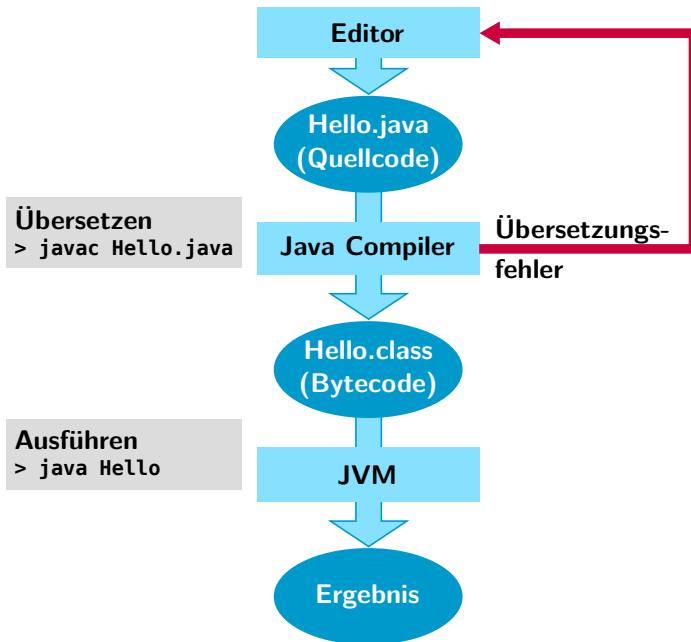 Editor
Hello.java
(Quellcode)
Übersetzen
> javac Hello.java
Java Compiler
Übersetzungs-
fehler
Hello.class
(Bytecode)
Ausführen
> java Hello
JVM
Ergebnis